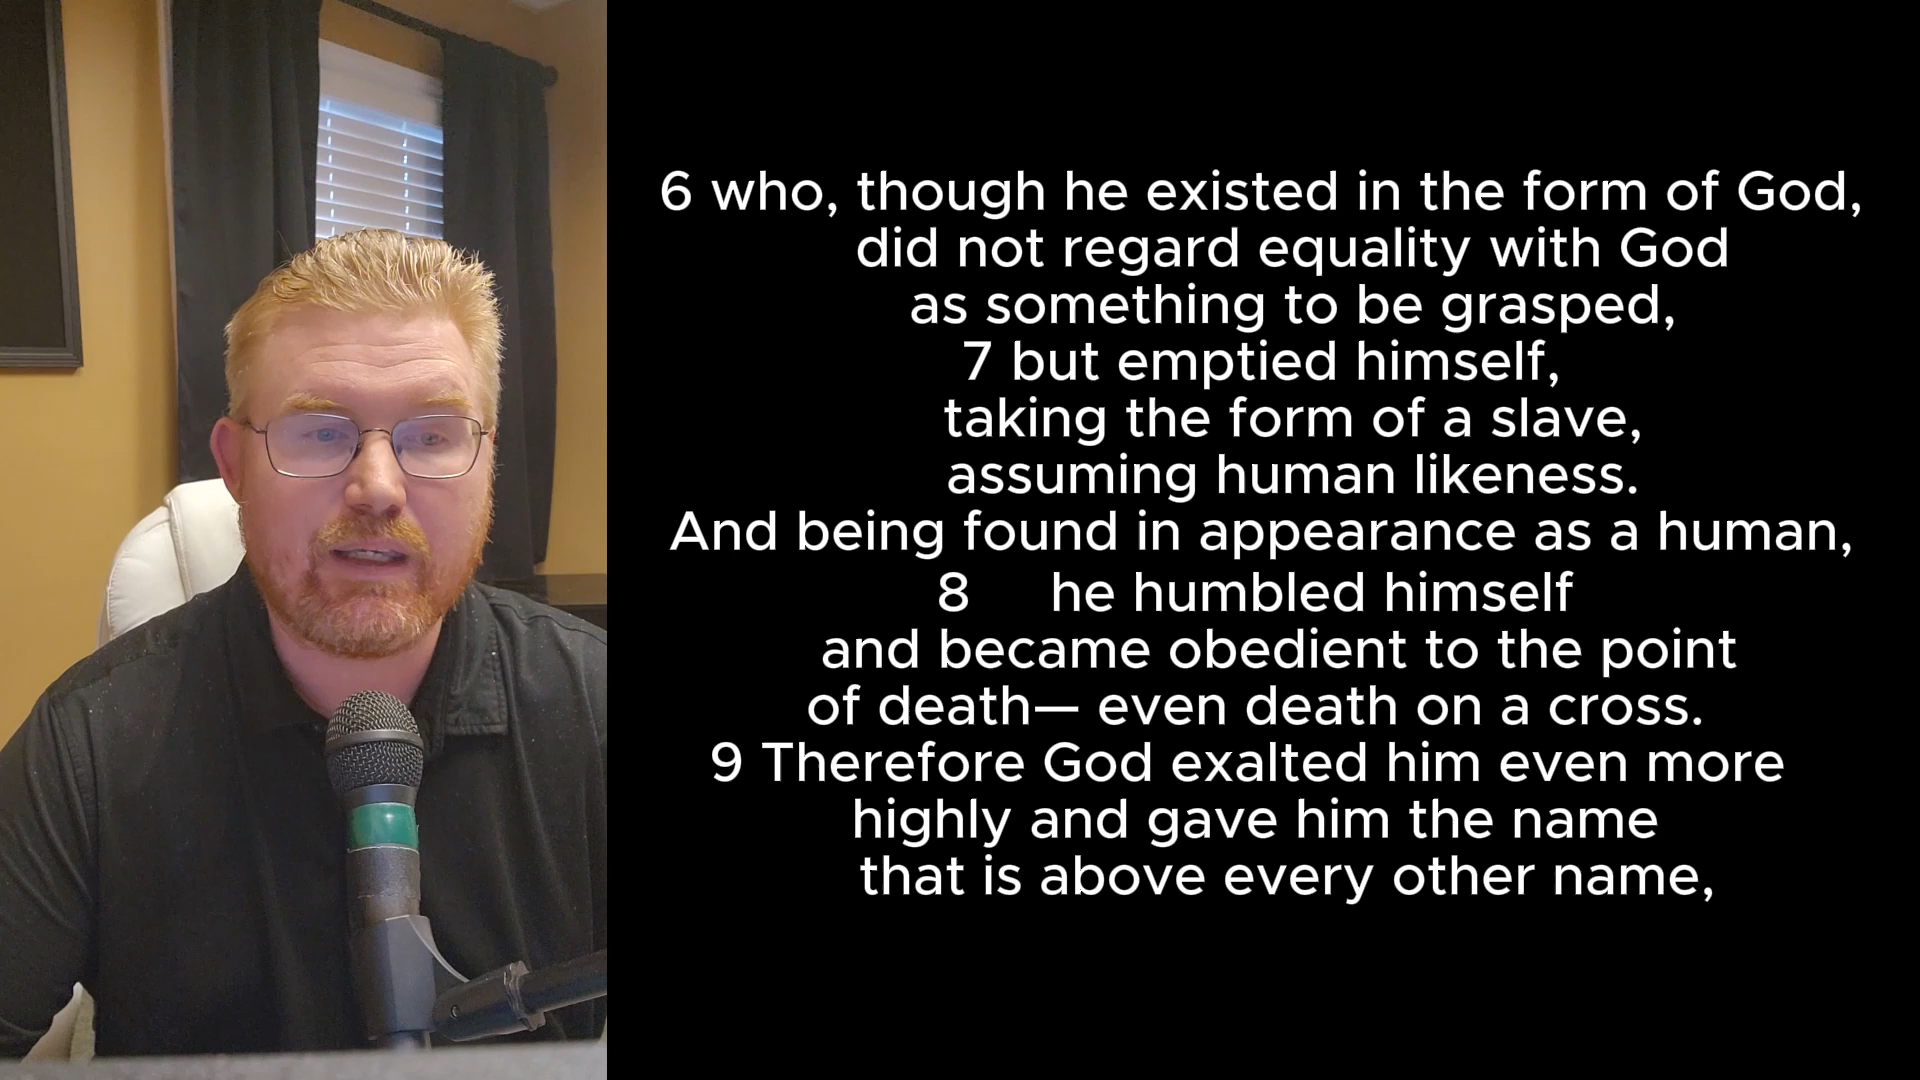 6 who, though he existed in the form of God,
did not regard equality with God
as something to be grasped,
7 but emptied himself,
taking the form of a slave,
assuming human likeness.
And being found in appearance as a human,
8 he humbled himself
and became obedient to the point
of death— even death on a cross.
9 Therefore God exalted him even more
highly and gave him the name
that is above every other name,